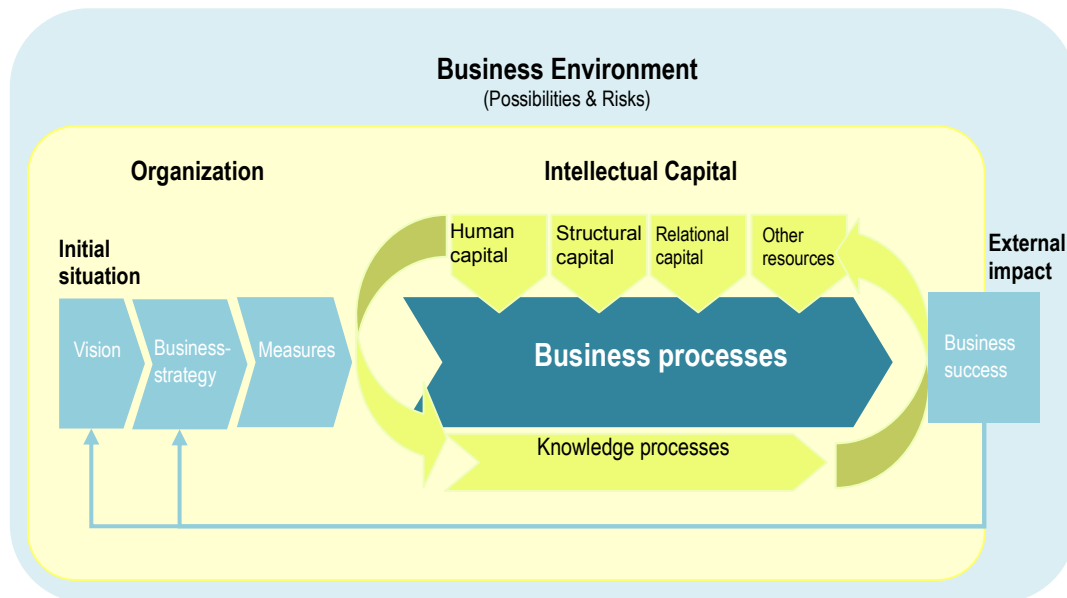 Business Environment
(Possibilities & Risks)
Organization
Intellectual Capital
Initial
situation
Human
capital
Structural
capital
Relational
capital
Other
resources
External
impact
Vision
Business-
strategy
Measures
Business processes
Business
success
Knowledge processes